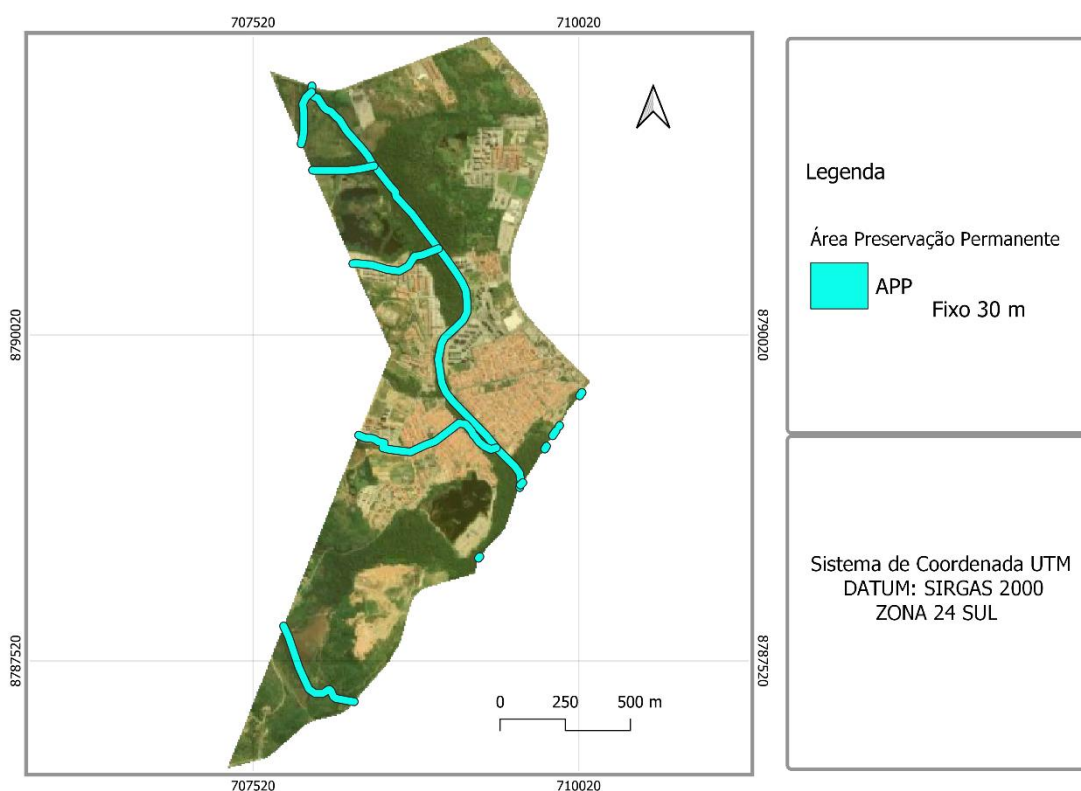 707520
710020
8790020
8790020
8787520
8787520
0 250 500 m
707520
710020
Legenda
Área Preservação Permanente
APP
Fixo 30 m
Sistema de Coordenada UTM
DATUM: SIRGAS 2000
ZONA 24 SUL